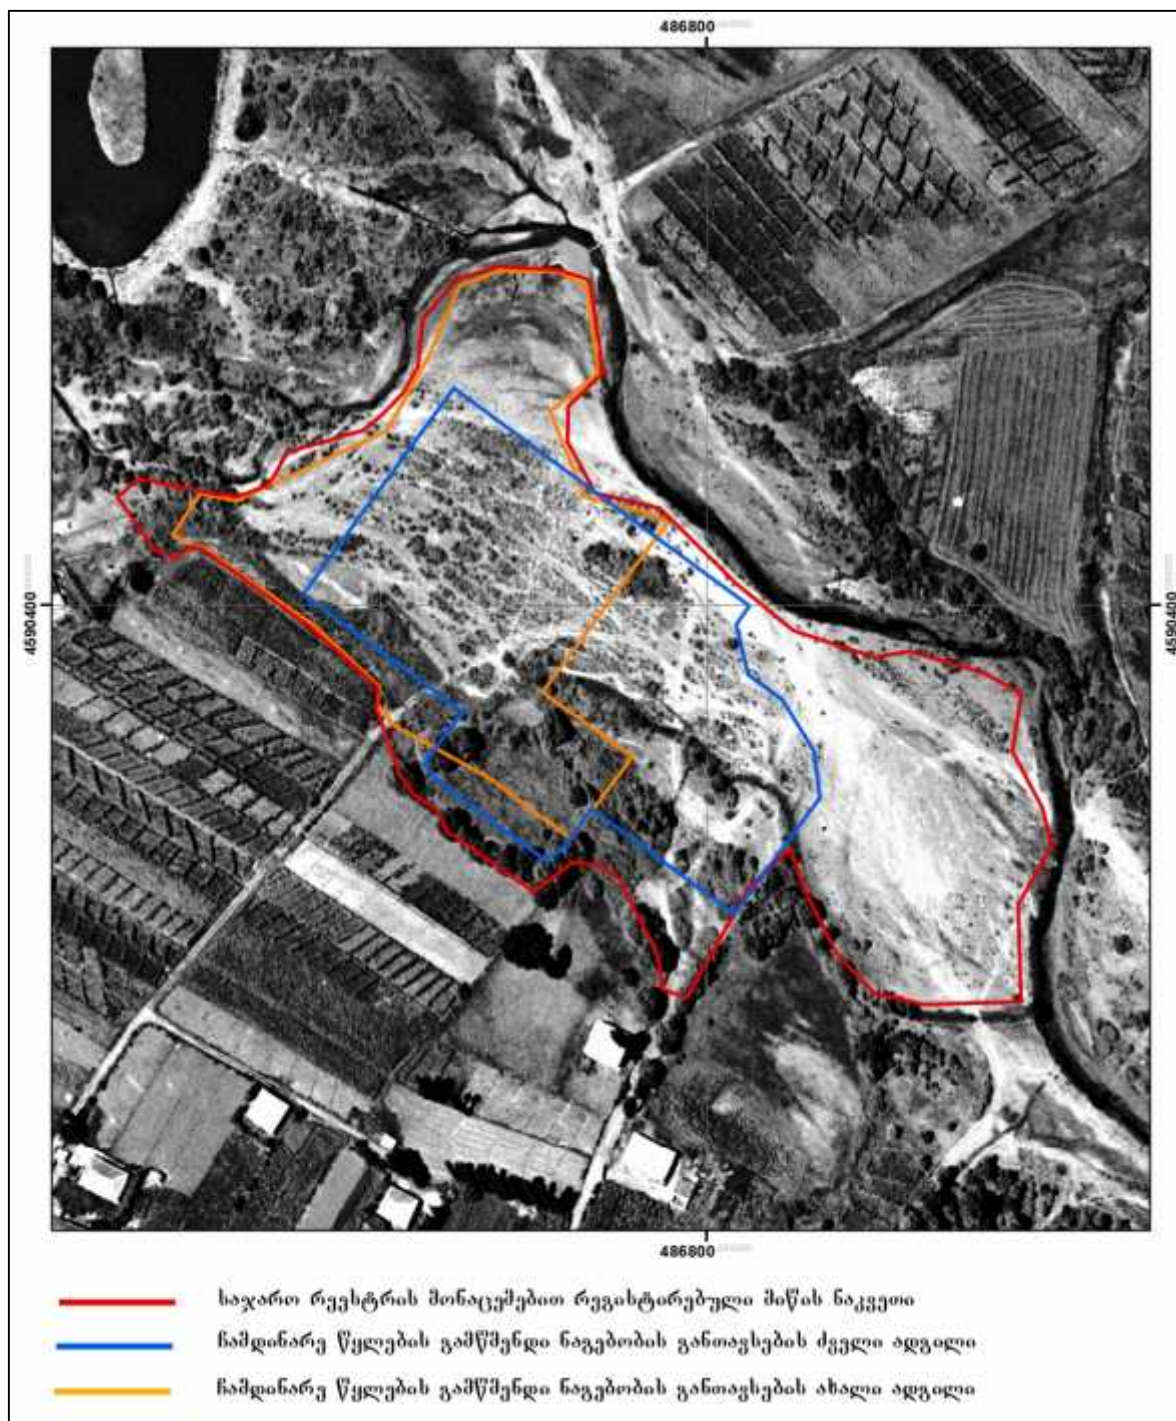 486800
4590400
4590400
486800
საჯარო რეესტრის მონაცემებით რეგისტირებული მიწის ნაკვეთი
ჩამდინარე წყლების გამწმენდი ნაგებობის განთავსების ძველი ადგილი
ჩამდინარე წყლების გამწმენდი ნაგებობის განთავსების ახალი ადგილი